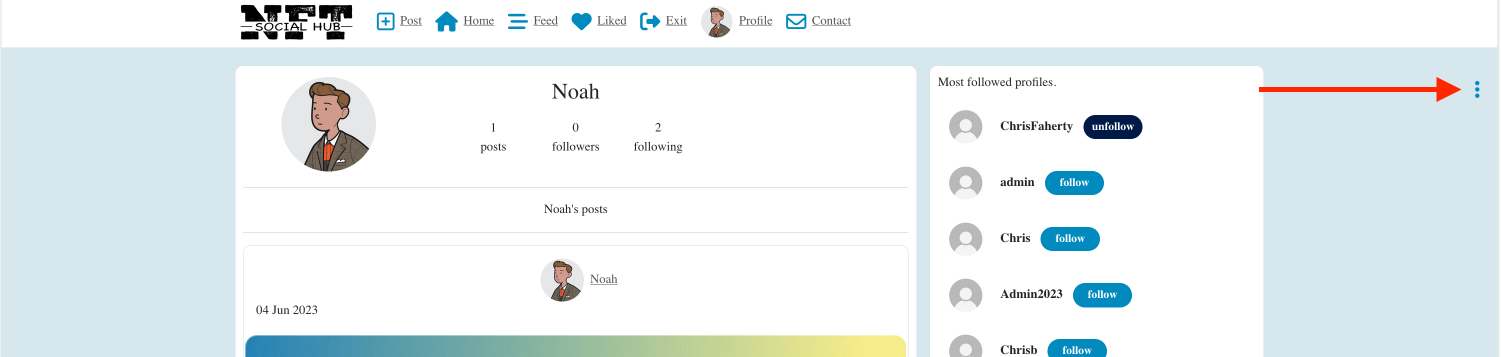 NFT
SOCIAL HUB
Post Home Feed Liked Exit Profile Contact
Noah
1 0 2
posts followers following
Noah's posts
Noah
04 Jun 2023
Most followed profiles.
ChrisFaherty unfollow
admin follow
Chris follow
Admin2023 follow
Chrisb follow